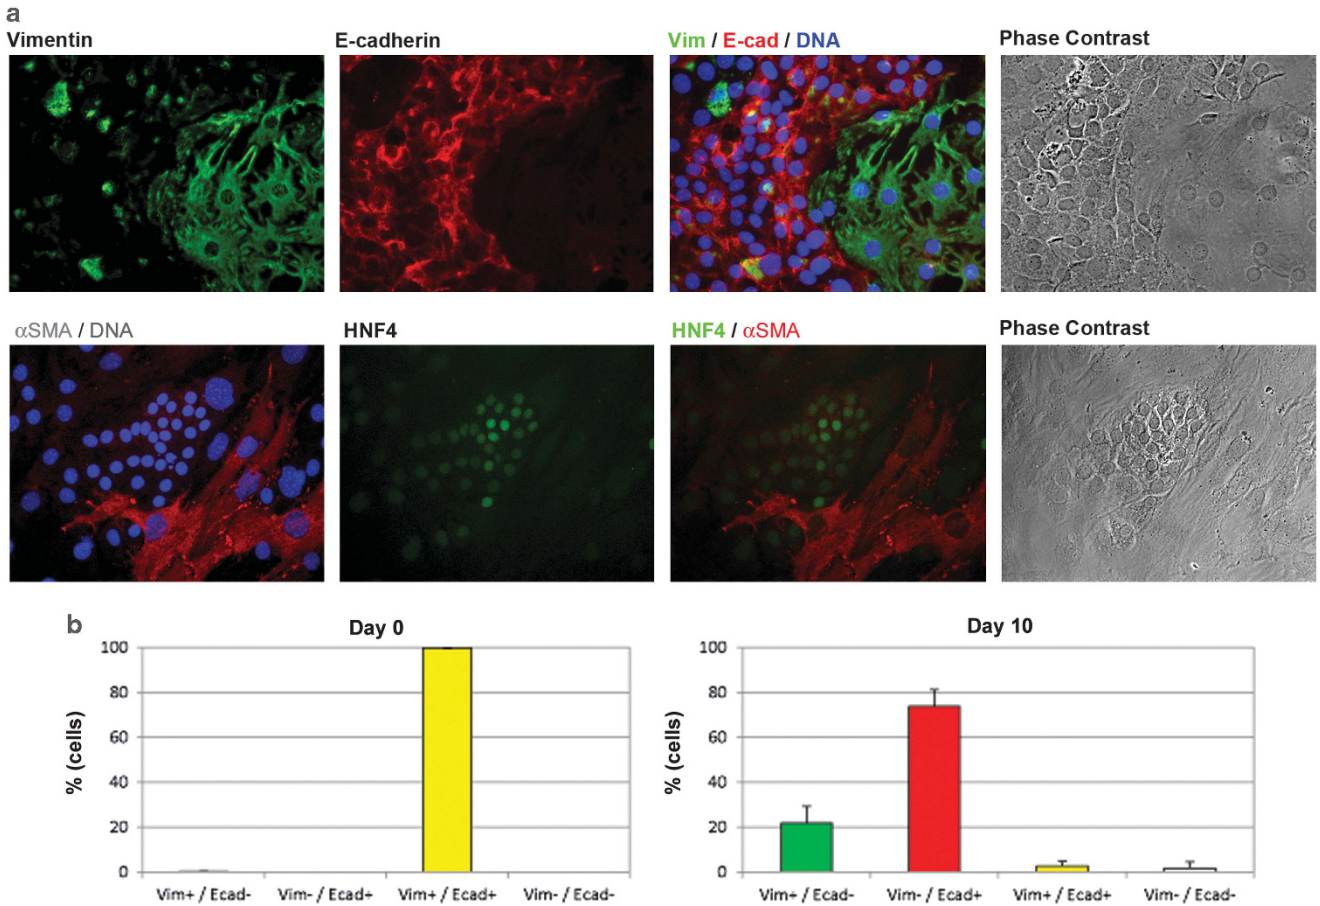 a
Vimentin E-cadherin Vim / E-cad / DNA Phase Contrast
αSMA / DNA HNF4 HNF4 / αSMA Phase Contrast
b
Day 0 Day 10
100 100
80 80
60 60
40 40
20 20
0 0
% (cells) % (cells)
Vim+ / Ecad- Vim- / Ecad+ Vim+ / Ecad+ Vim- / Ecad- Vim+ / Ecad- Vim- / Ecad+ Vim+ / Ecad+ Vim- / Ecad-